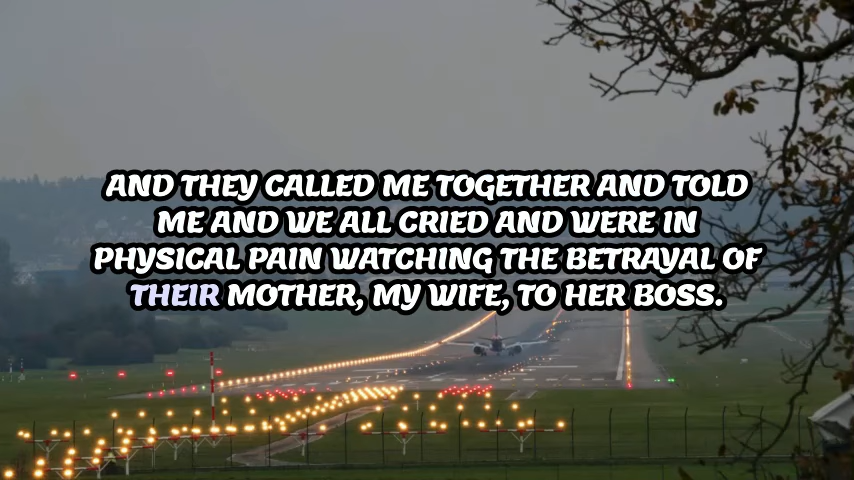 AND THEY CALLED ME TOGETHER AND TOLD
ME AND WE ALL CRIED AND WERE IN
PHYSICAL PAIN WATCHING THE BETRAYAL OF
THEIR MOTHER, MY WIFE, TO HER BOSS.